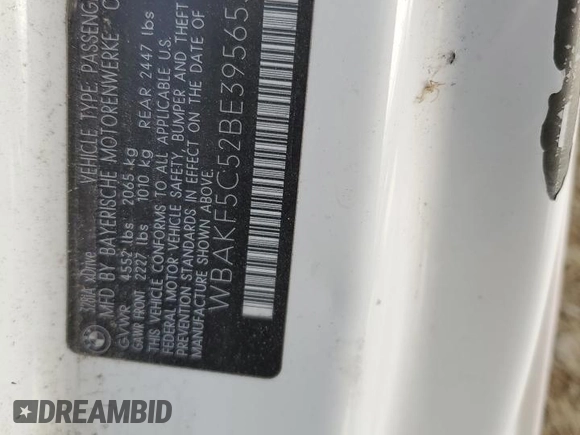 328i xDrive VEHICLE TYPE: PASSENG
MFD BY BAYERISCHE MOTORENWERKE
GVWR 4552 lbs 2065 kg
GAWR FRONT 2227 lbs 1010 kg REAR 2447 lbs
THIS VEHICLE CONFORMS TO ALL APPLICABLE U.S.
FEDERAL MOTOR VEHICLE SAFETY, BUMPER AND THEFT
STANDARDS IN EFFECT ON THE DATE OF
MANUFACTURE SHOWN ABOVE.
WBAKF5C52BE39565
DREAMBID